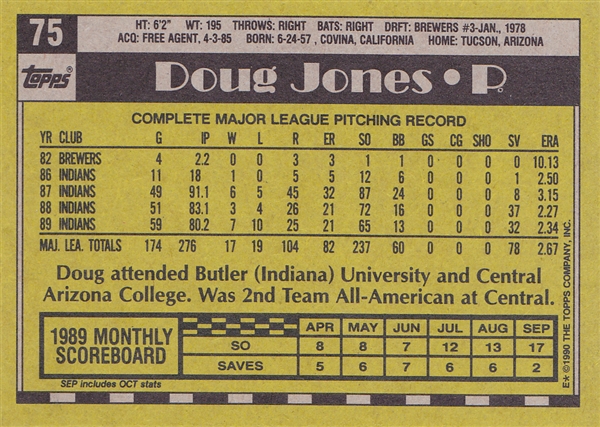 75
HT: 6'2" WT: 195 THROWS: RIGHT BATS: RIGHT DRFT: BREWERS #3-JAN., 1978
ACQ: FREE AGENT, 4-3-85 BORN: 6-24-57, COVINA, CALIFORNIA HOME: TUCSON, ARIZONA
TOPPS®
Doug Jones • P.
COMPLETE MAJOR LEAGUE PITCHING RECORD
YR CLUB G IP W L R ER SO BB GS CG SHO SV ERA
82 BREWERS 4 2.2 0 0 3 3 1 1 0 0 0 0 10.13
86 INDIANS 11 18 1 0 5 5 12 6 0 0 0 1 2.50
87 INDIANS 49 91.1 6 5 45 32 87 24 0 0 0 8 3.15
88 INDIANS 51 83.1 3 4 26 21 72 16 0 0 0 37 2.27
89 INDIANS 59 80.2 7 10 25 21 65 13 0 0 0 32 2.34
MAJ. LEA. TOTALS 174 276 17 19 104 82 237 60 0 0 0 78 2.67
Doug attended Butler (Indiana) University and Central
Arizona College. Was 2nd Team All-American at Central.
1989 MONTHLY
SCOREBOARD
APR MAY JUN JUL AUG SEP
SO 8 8 7 12 13 17
SAVES 5 6 7 6 6 2
SEP includes OCT stats
E* ©1990 THE TOPPS COMPANY, INC.